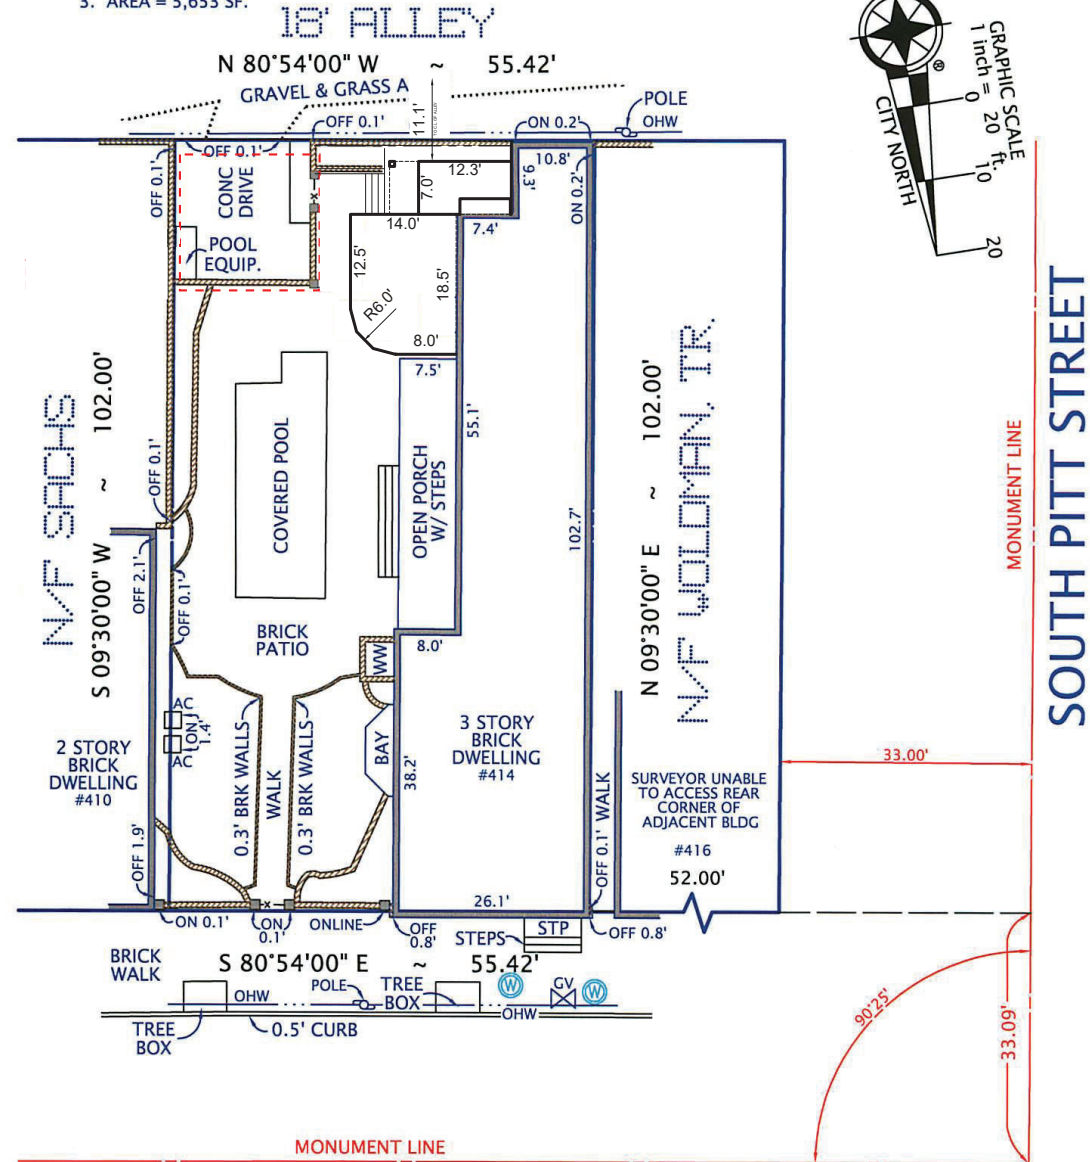 3. AREA = 5,653 SF.
18' ALLEY
N 80°54'00" W ~ 55.42'
GRAVEL & GRASS A
11.1'
POLE
OHW
OFF 0.1'
ON 0.2'
GRAPHIC SCALE
1 inch = 20 ft.
0
10
20
CITY NORTH
®
OFF 0.1'
OFF 0.1'
CONC
DRIVE
POOL
EQUIP.
x
12.3'
7.0'
14.0'
10.8'
9.3'
ON 0.2'
7.4'
12.5'
18.5'
R6.0'
8.0'
7.5'
SOUTH PITT STREET
MONUMENT LINE
N/F SACHS
S 09°30'00" W ~ 102.00'
OFF 0.1'
COVERED POOL
OPEN PORCH
W/ STEPS
55.1'
102.7'
N 09°30'00" E ~ 102.00'
N/F WOLDMAN, TR.
OFF 2.1'
OFF 0.1'
BRICK
PATIO
WW
8.0'
AC
ON
1.4'
AC
2 STORY
BRICK
DWELLING
#410
0.3' BRK WALLS
WALK
0.3' BRK WALLS
BAY
38.2'
3 STORY
BRICK
DWELLING
#414
33.00'
SURVEYOR UNABLE
TO ACCESS REAR
CORNER OF
ADJACENT BLDG
#416
52.00'
OFF 1.9'
OFF 0.1' WALK
26.1'
x
ON 0.1'
ON
0.1'
ONLINE
OFF
0.8'
STEPS
STP
OFF 0.8'
BRICK
WALK
S 80°54'00" E ~ 55.42'
OHW
POLE
TREE
BOX
W
GV
W
OHW
TREE
BOX
0.5' CURB
90°25'
33.09'
MONUMENT LINE